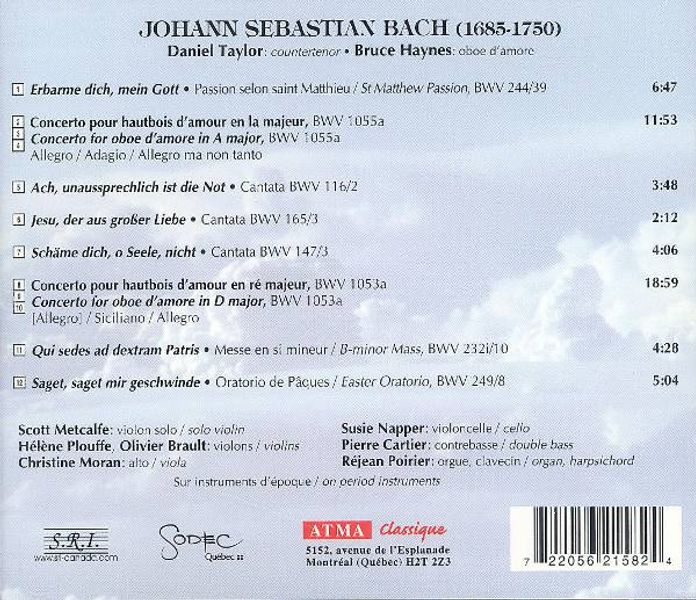 JOHANN SEBASTIAN BACH (1685-1750)
Daniel Taylor: countertenor • Bruce Haynes: oboe d'amore
1 Erbarme dich, mein Gott • Passion selon saint Matthieu / St Matthew Passion, BWV 244/39 6:47
2 Concerto pour hautbois d'amour en la majeur, BWV 1055a 11:53
3 Concerto for oboe d'amore in A major, BWV 1055a
4 Allegro / Adagio / Allegro ma non tanto
5 Ach, unaussprechlich ist die Not • Cantata BWV 116/2 3:48
6 Jesu, der aus großer Liebe • Cantata BWV 165/3 2:12
7 Schäme dich, o Seele, nicht • Cantata BWV 147/3 4:06
8 Concerto pour hautbois d'amour en ré majeur, BWV 1053a 18:59
9 Concerto for oboe d'amore in D major, BWV 1053a
10 [Allegro] / Siciliano / Allegro
11 Qui sedes ad dextram Patris • Messe en si mineur / B-minor Mass, BWV 232i/10 4:28
12 Saget, saget mir geschwinde • Oratorio de Pâques / Easter Oratorio, BWV 249/8 5:04
Scott Metcalfe: violon solo / solo violin
Hélène Plouffe, Olivier Brault: violons / violins
Christine Moran: alto / viola
Susie Napper: violoncelle / cello
Pierre Cartier: contrebasse / double bass
Réjean Poirier: orgue, clavecin / organ, harpsichord
Sur instruments d'époque / on period instruments
S.R.I.
www.sri-canada.com
SODEC
Québec
ATMA Classique
5152, avenue de l'Esplanade
Montréal (Québec) H2T 2Z3
7 22056 21582 4